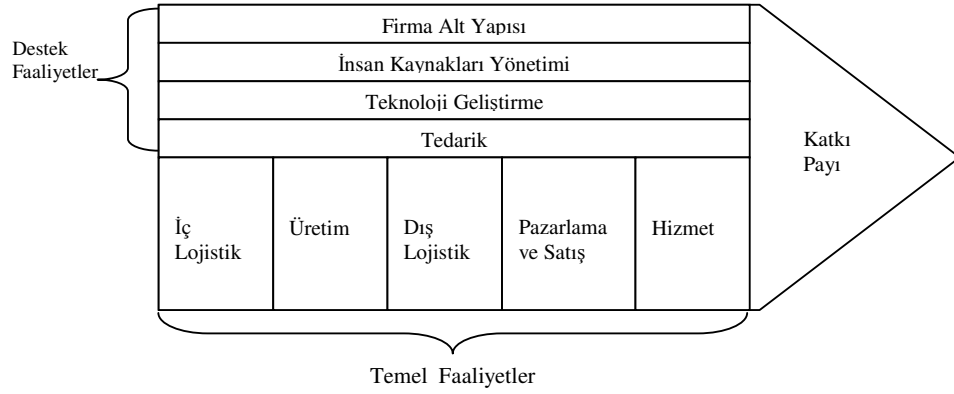 Firma Alt Yapısı
Destek
Faaliyetler
İnsan Kaynakları Yönetimi
Teknoloji Geliştirme
Tedarik
Katkı
Payı
İç
Lojistik
Üretim
Dış
Lojistik
Pazarlama
ve Satış
Hizmet
Temel Faaliyetler